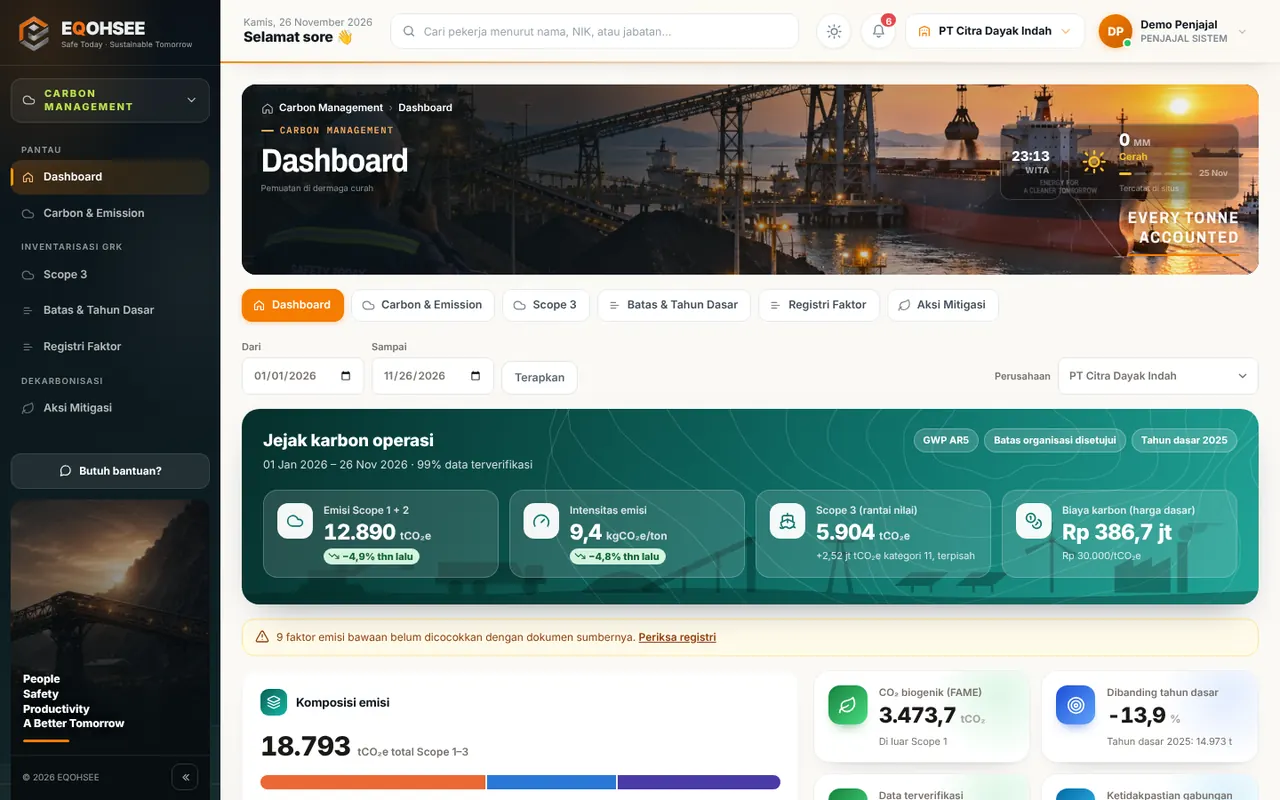 EQOHSEE
Safe Today · Sustainable Tomorrow
CARBON
MANAGEMENT
PANTAU
Dashboard
Carbon & Emission
INVENTARISASI GRK
Scope 3
Batas & Tahun Dasar
Registri Faktor
DEKARBONISASI
Aksi Mitigasi
Butuh bantuan?
People
Safety
Productivity
A Better Tomorrow
© 2026 EQOHSEE
Kamis, 26 November 2026
Selamat sore 👋
Cari pekerja menurut nama, NIK, atau jabatan...
6
PT Citra Dayak Indah
DP
Demo Penjajal
PENJAJAL SISTEM
Carbon Management › Dashboard
CARBON MANAGEMENT
Dashboard
Pemuatan di dermaga curah
23:13
WITA
0 MM
Cerah
25 Nov
Tercatat di situs
ENERGY FOR
A CLEANER TOMORROW
EVERY TONNE
ACCOUNTED
Dashboard
Carbon & Emission
Scope 3
Batas & Tahun Dasar
Registri Faktor
Aksi Mitigasi
Dari
Sampai
01/01/2026
11/26/2026
Terapkan
Perusahaan
PT Citra Dayak Indah
Jejak karbon operasi
01 Jan 2026 – 26 Nov 2026 · 99% data terverifikasi
GWP AR5
Batas organisasi disetujui
Tahun dasar 2025
Emisi Scope 1 + 2
12.890 tCO₂e
−4,9% thn lalu
Intensitas emisi
9,4 kgCO₂e/ton
−4,8% thn lalu
Scope 3 (rantai nilai)
5.904 tCO₂e
+2,52 jt tCO₂e kategori 11, terpisah
Biaya karbon (harga dasar)
Rp 386,7 jt
Rp 30.000/tCO₂e
9 faktor emisi bawaan belum dicocokkan dengan dokumen sumbernya. Periksa registri
Komposisi emisi
18.793 tCO₂e total Scope 1–3
CO₂ biogenik (FAME)
3.473,7 tCO₂
Di luar Scope 1
Dibanding tahun dasar
-13,9 %
Tahun dasar 2025: 14.973 t
Data terverifikasi
Ketidakpastian gabungan